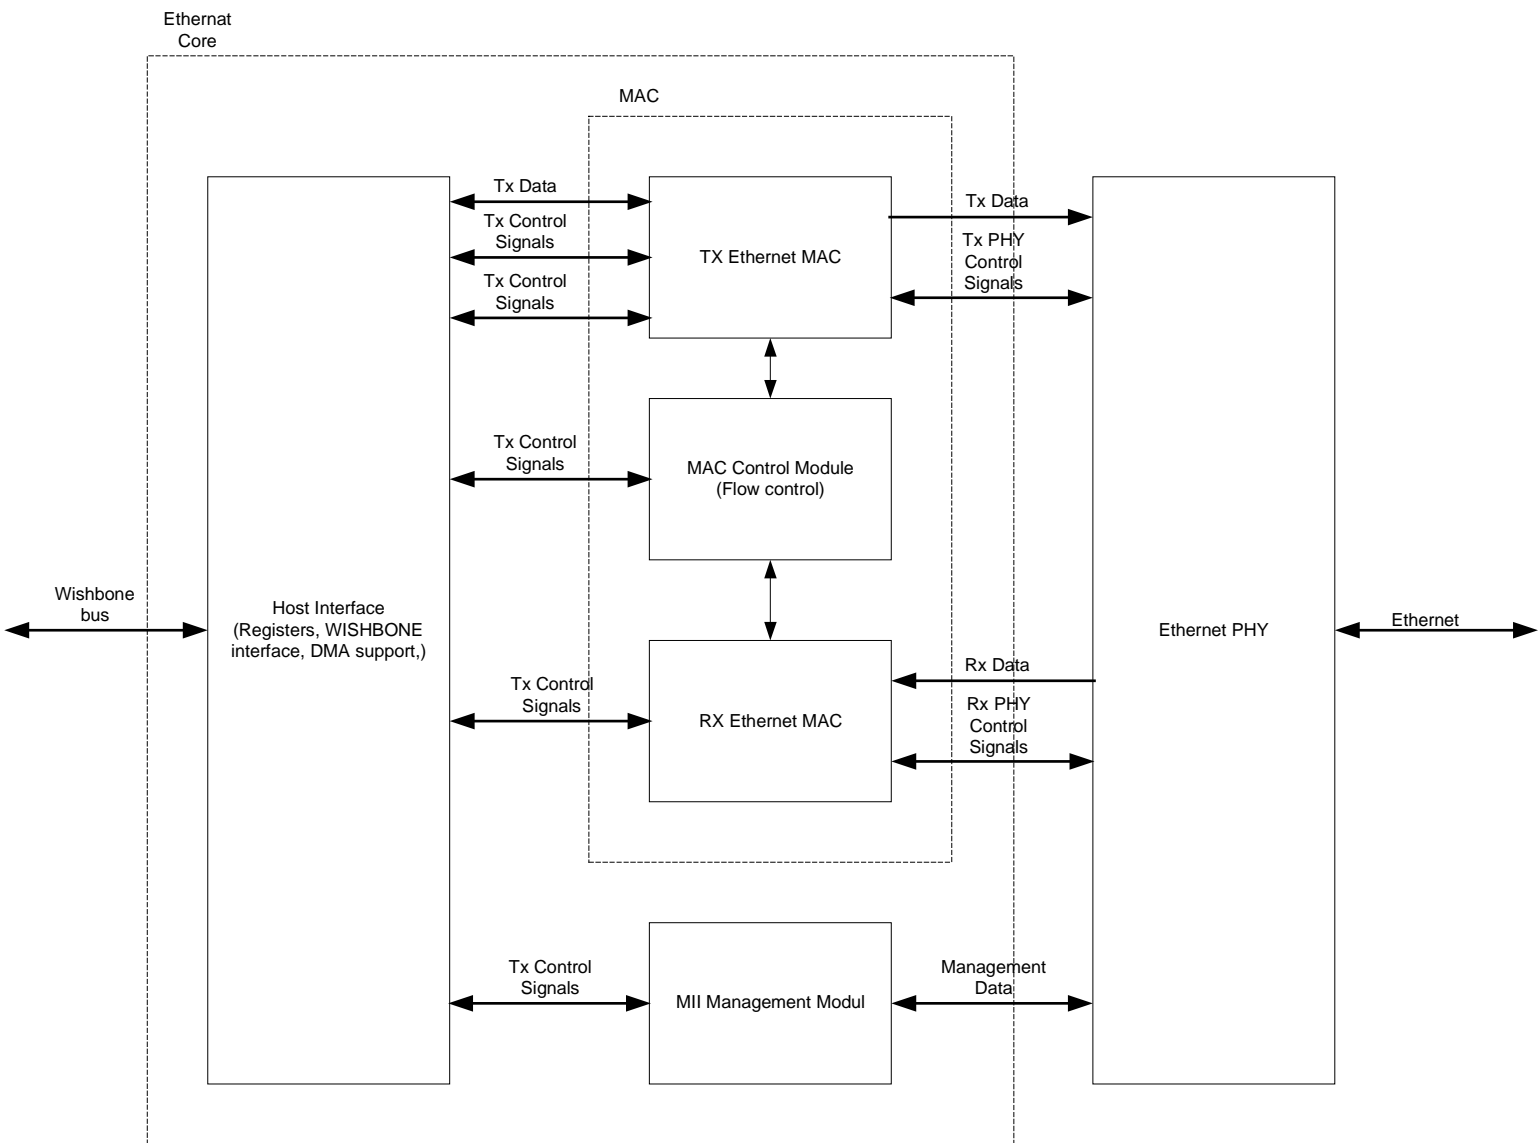 Ethernat
Core
MAC
Tx Data
Tx Control
Signals
Tx Control
Signals
TX Ethernet MAC
Tx Data
Tx PHY
Control
Signals
Tx Control
Signals
MAC Control Module
(Flow control)
Wishbone
bus
Host Interface
(Registers, WISHBONE
interface, DMA support,)
Ethernet PHY
Ethernet
Tx Control
Signals
RX Ethernet MAC
Rx Data
Rx PHY
Control
Signals
Tx Control
Signals
MII Management Modul
Management
Data